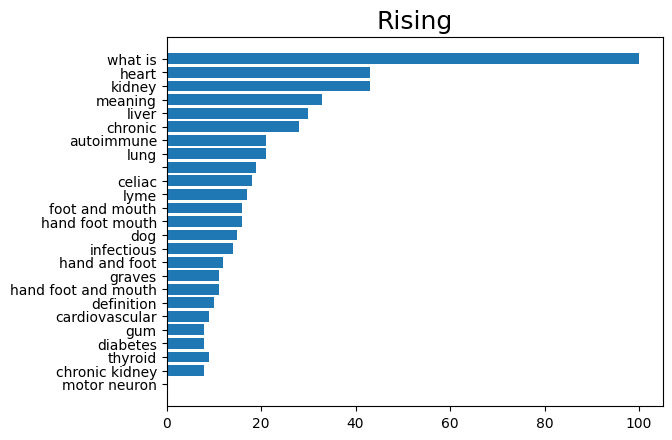 Rising
what is
heart
kidney
meaning
liver
chronic
autoimmune
lung
celiac
lyme
foot and mouth
hand foot mouth
dog
infectious
hand and foot
graves
hand foot and mouth
definition
cardiovascular
gum
diabetes
thyroid
chronic kidney
motor neuron
0 20 40 60 80 100